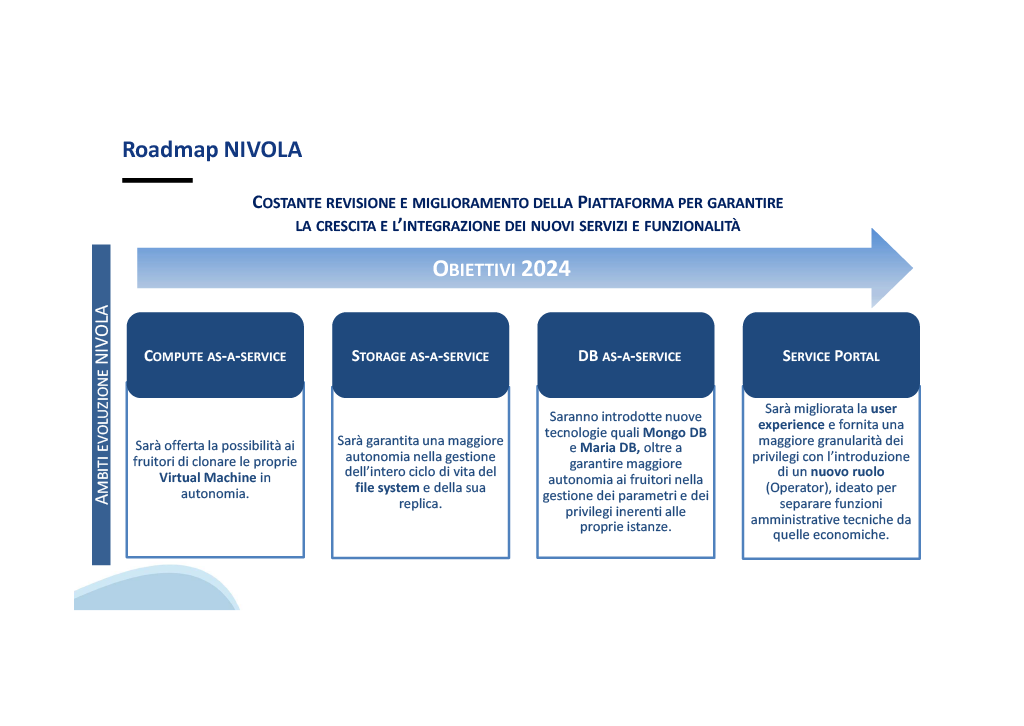 Roadmap NIVOLA
Costante revisione e miglioramento della Piattaforma per garantire
la crescita e l’integrazione dei nuovi servizi e funzionalità
Obiettivi 2024
Ambiti evoluzione NIVOLA
Compute as-a-service
Sarà offerta la possibilità ai
fruitori di clonare le proprie
Virtual Machine in
autonomia.
Storage as-a-service
Sarà garantita una maggiore
autonomia nella gestione
dell’intero ciclo di vita del
file system e della sua
replica.
DB as-a-service
Saranno introdotte nuove
tecnologie quali Mongo DB
e Maria DB, oltre a
garantire maggiore
autonomia ai fruitori nella
gestione dei parametri e dei
privilegi inerenti alle
proprie istanze.
Service Portal
Sarà migliorata la user
experience e fornita una
maggiore granularità dei
privilegi con l’introduzione
di un nuovo ruolo
(Operator), ideato per
separare funzioni
amministrative tecniche da
quelle economiche.